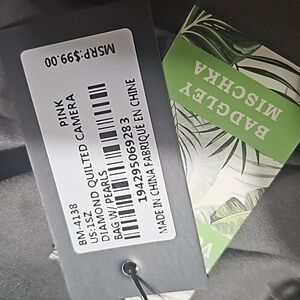 PINK
BM-4138
US:1SZ
DIAMOND QUILTED CAMERA
BAG W/ PEARLS
194295069283
MADE IN CHINA FABRIQUÉ EN CHINE
MSRP:$99.00
BADGLEY
MISCHKA